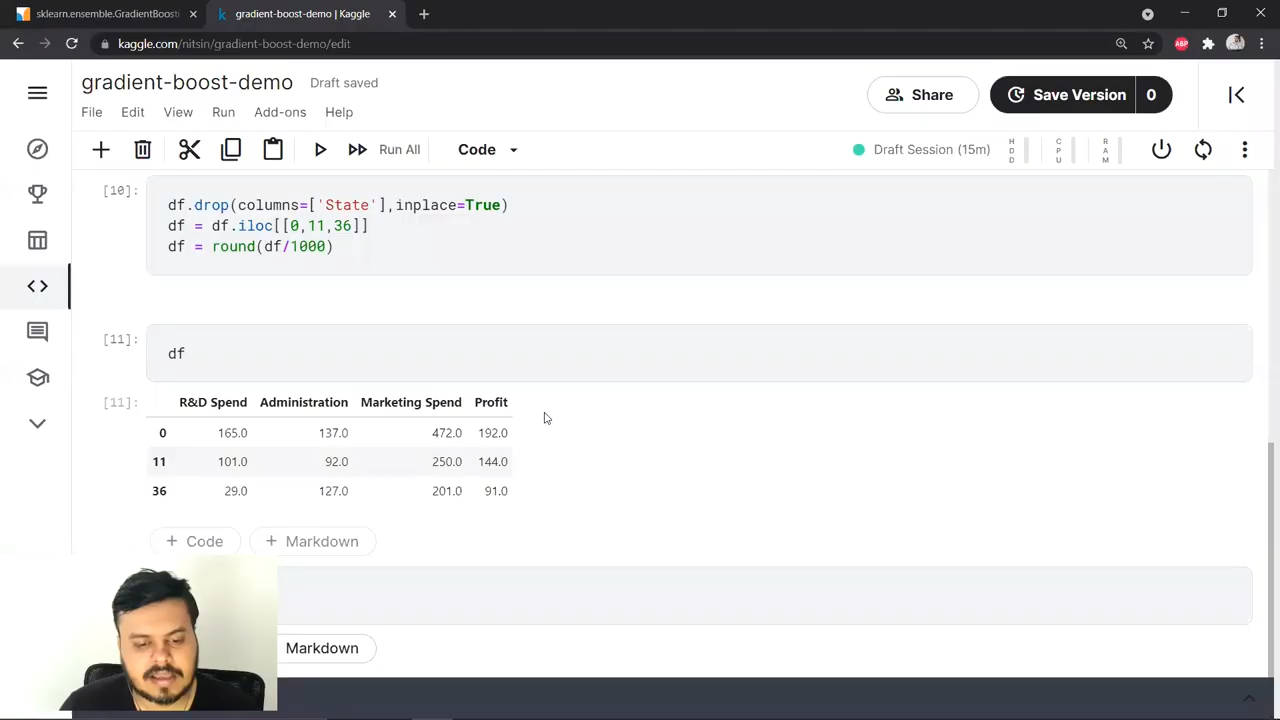 sklearn.ensemble.GradientBoosti
gradient-boost-demo | Kaggle
kaggle.com/nitsin/gradient-boost-demo/edit
ABP
gradient-boost-demo
Draft saved
Share
Save Version
0
File Edit View Run Add-ons Help
Run All
Code
Draft Session (15m)
HDD
CPU
RAM
[10]:
df.drop(columns=['State'],inplace=True)
df = df.iloc[[0,11,36]]
df = round(df/1000)
[11]:
df
[11]:
R&D Spend Administration Marketing Spend Profit
0 165.0 137.0 472.0 192.0
11 101.0 92.0 250.0 144.0
36 29.0 127.0 201.0 91.0
+ Code + Markdown
Markdown